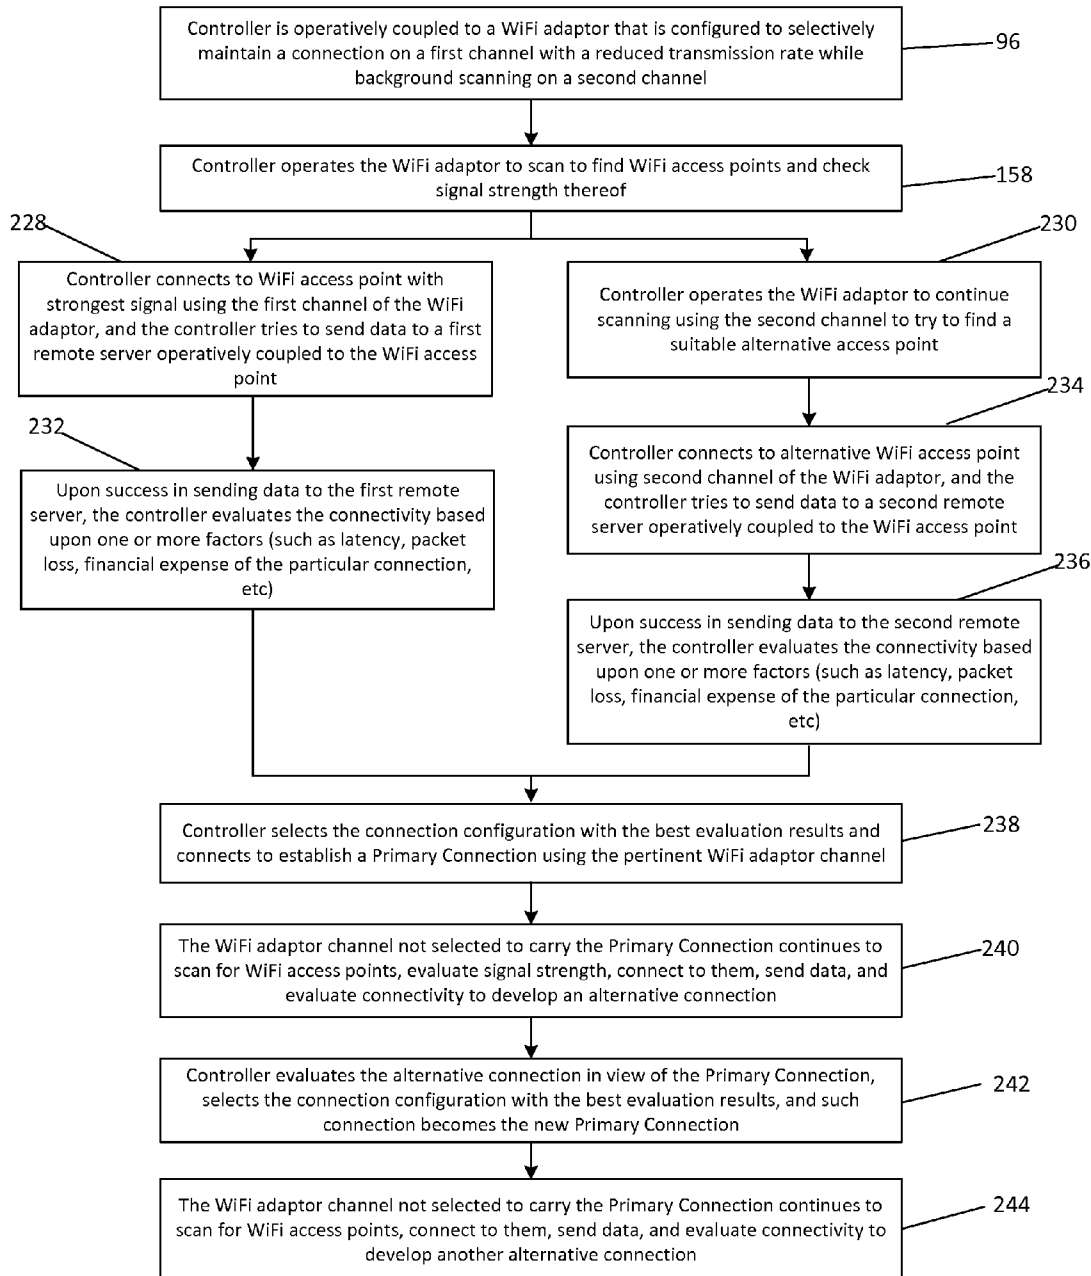 Controller is operatively coupled to a WiFi adaptor that is configured to selectively
maintain a connection on a first channel with a reduced transmission rate while
background scanning on a second channel
96
Controller operates the WiFi adaptor to scan to find WiFi access points and check
signal strength thereof
158
228
230
Controller connects to WiFi access point with
strongest signal using the first channel of the WiFi
adaptor, and the controller tries to send data to a first
remote server operatively coupled to the WiFi access
point
Controller operates the WiFi adaptor to continue
scanning using the second channel to try to find a
suitable alternative access point
232
234
Upon success in sending data to the first remote
server, the controller evaluates the connectivity based
upon one or more factors (such as latency, packet
loss, financial expense of the particular connection,
etc)
Controller connects to alternative WiFi access point
using second channel of the WiFi adaptor, and the
controller tries to send data to a second remote
server operatively coupled to the WiFi access point
236
Upon success in sending data to the second remote
server, the controller evaluates the connectivity based
upon one or more factors (such as latency, packet
loss, financial expense of the particular connection,
etc)
Controller selects the connection configuration with the best evaluation results and
connects to establish a Primary Connection using the pertinent WiFi adaptor channel
238
The WiFi adaptor channel not selected to carry the Primary Connection continues to
scan for WiFi access points, evaluate signal strength, connect to them, send data, and
evaluate connectivity to develop an alternative connection
240
Controller evaluates the alternative connection in view of the Primary Connection,
selects the connection configuration with the best evaluation results, and such
connection becomes the new Primary Connection
242
The WiFi adaptor channel not selected to carry the Primary Connection continues to
scan for WiFi access points, connect to them, send data, and evaluate connectivity to
develop another alternative connection
244